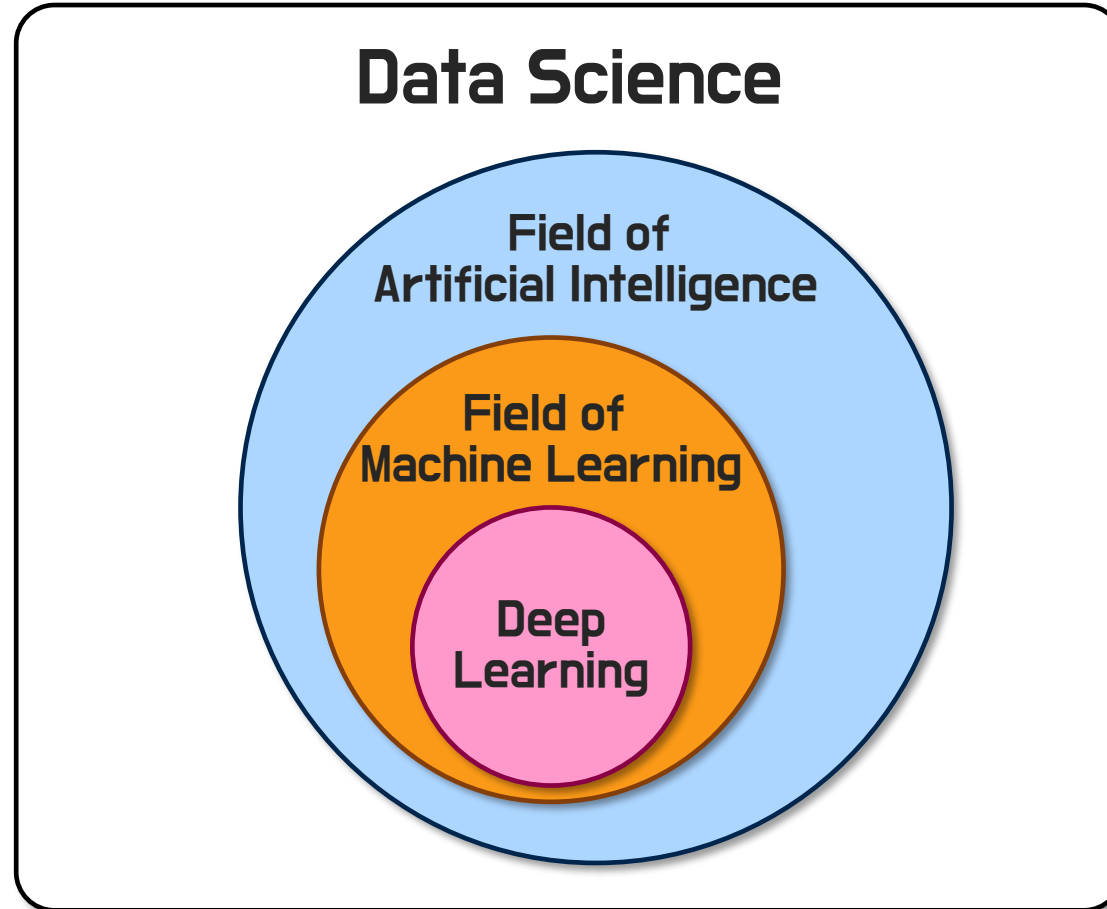 Data Science
Field of
Artificial Intelligence
Field of
Machine Learning
Deep
Learning